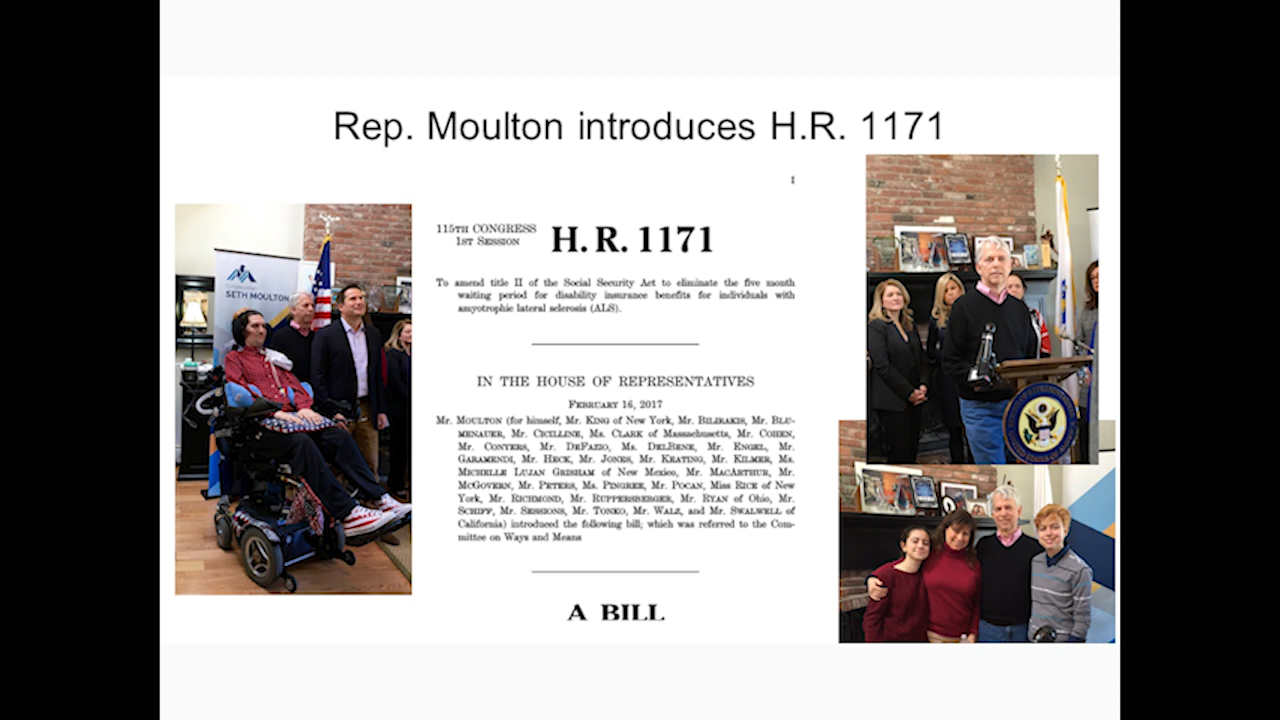 Rep. Moulton introduces H.R. 1171
I
115TH CONGRESS
1ST SESSION
H. R. 1171
To amend title II of the Social Security Act to eliminate the five month
waiting period for disability insurance benefits for individuals with
amyotrophic lateral sclerosis (ALS).
IN THE HOUSE OF REPRESENTATIVES
FEBRUARY 16, 2017
Mr. MOULTON (for himself, Mr. KING of New York, Mr. BILIRAKIS, Mr. BLU-
MENAUER, Mr. CICILLINE, Ms. CLARK of Massachusetts, Mr. COHEN,
Mr. CONYERS, Mr. DEFAZIO, Ms. DELBENE, Mr. ENGEL, Mr.
GARAMENDI, Mr. HECK, Mr. JONES, Mr. KEATING, Mr. KILMER, Ms.
MICHELLE LUJAN GRISHAM of New Mexico, Mr. MACARTHUR, Mr.
MCGOVERN, Mr. PETERS, Ms. PINGREE, Mr. POCAN, Miss RICE of New
York, Mr. RICHMOND, Mr. RUPPERSBERGER, Mr. RYAN of Ohio, Mr.
SCHIFF, Mr. SESSIONS, Mr. TONKO, Mr. WALZ, and Mr. SWALWELL of
California) introduced the following bill; which was referred to the Com-
mittee on Ways and Means
A BILL
SETH MOULTON